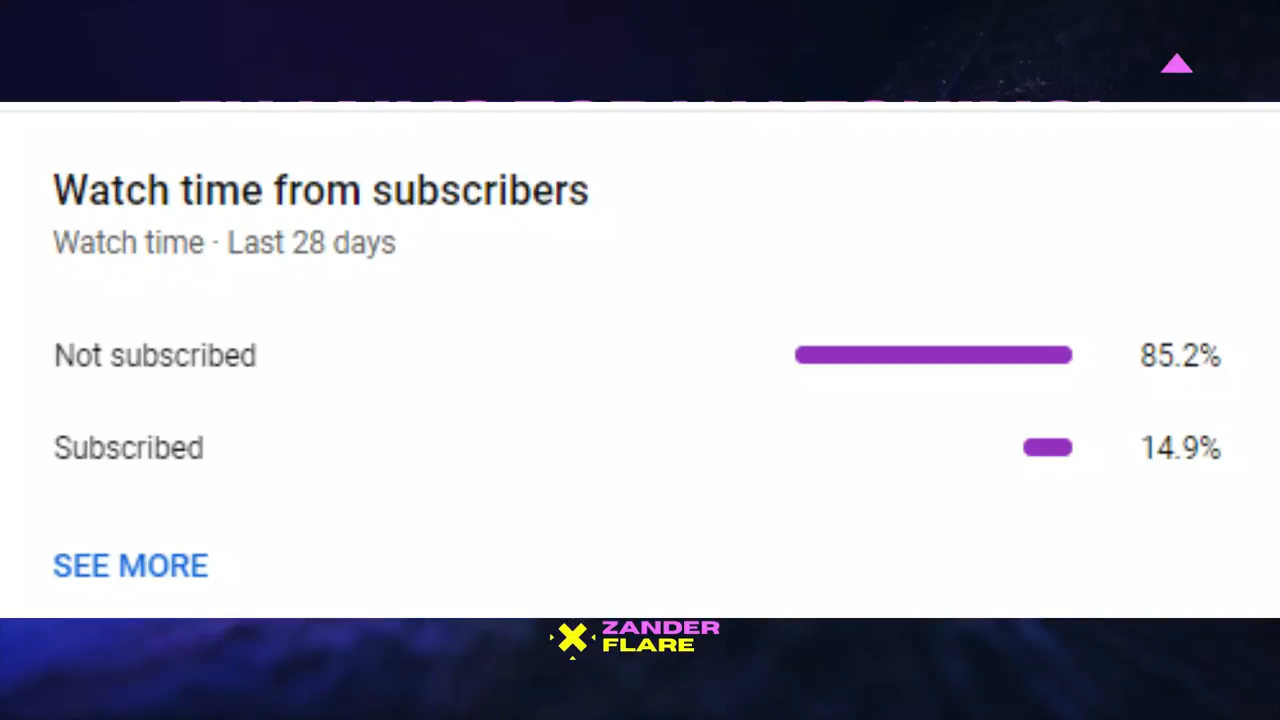 Watch time from subscribers
Watch time · Last 28 days
Not subscribed 85.2%
Subscribed 14.9%
SEE MORE
ZANDER
FLARE